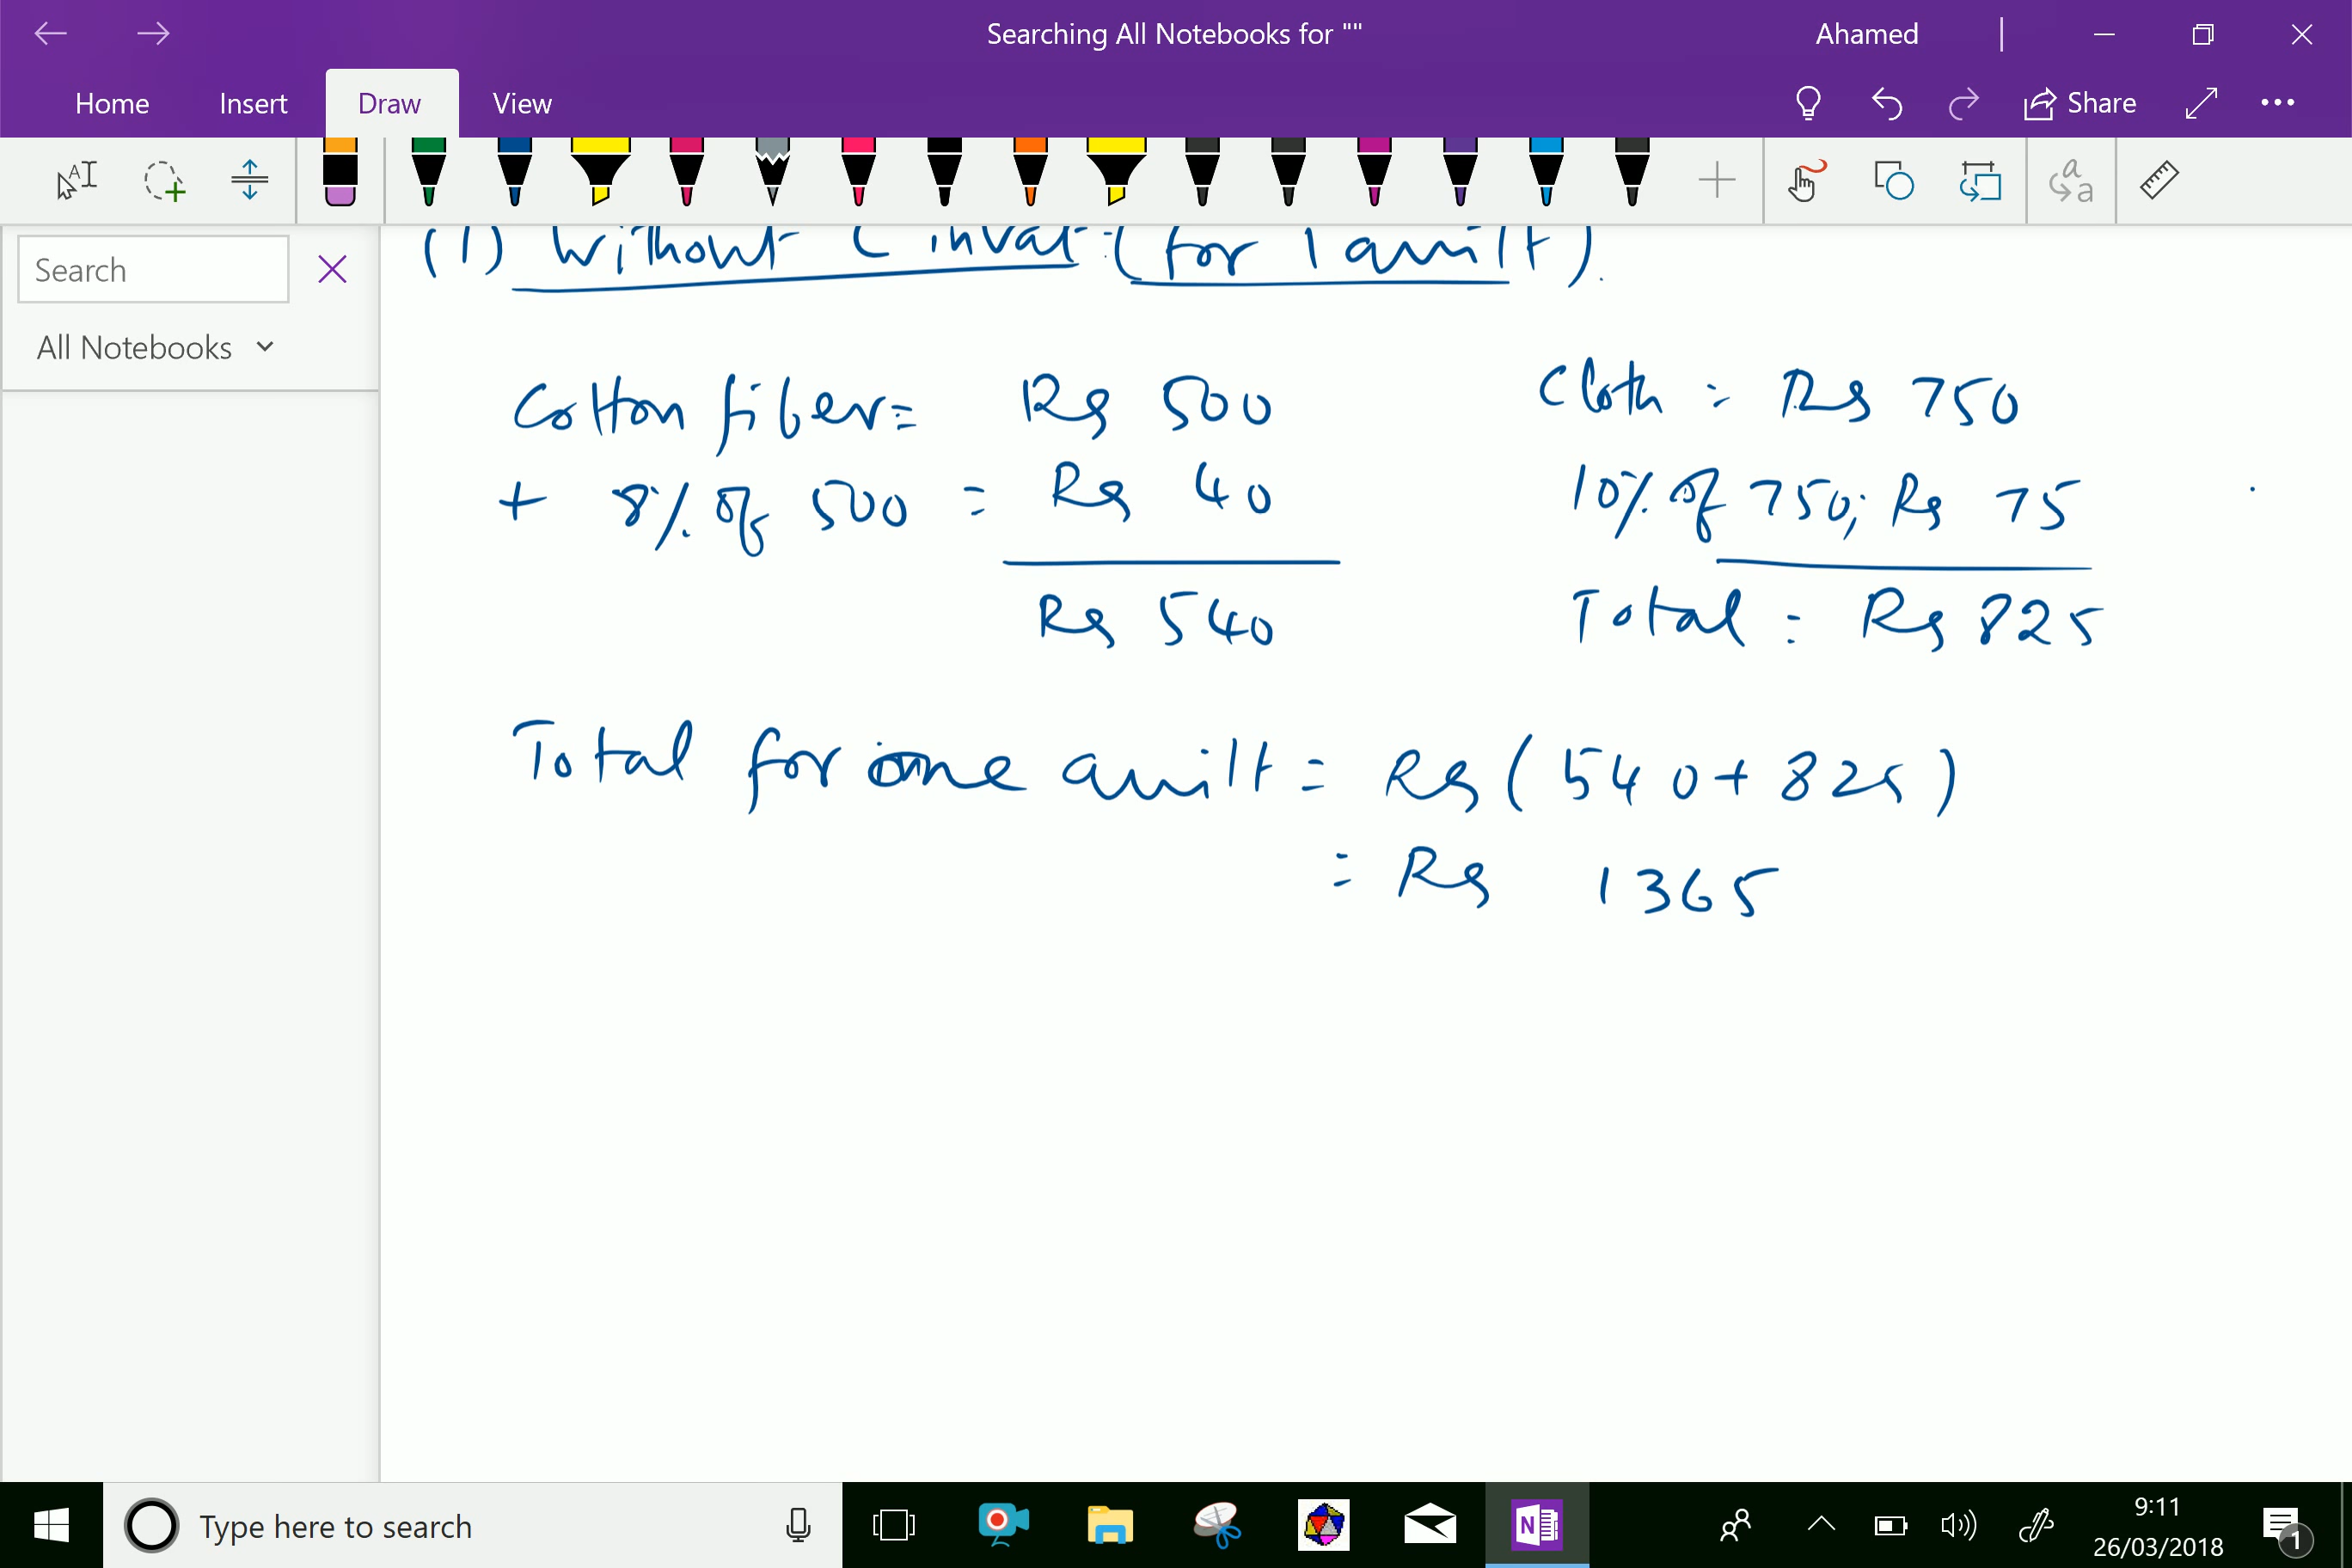 Searching All Notebooks for ""
Ahamed
Home Insert Draw View
Share
Search
All Notebooks
(1) Without Cinval: (for 1 quilt).
Cotton fiber = Rs 500
+ 8% of 500 = Rs 40
Rs 540
Cloth : Rs 750
10% of 750; Rs 75
Total : Rs 825
Total for one quilt = Rs (540 + 825)
= Rs 1365
Type here to search
9:11
26/03/2018
1